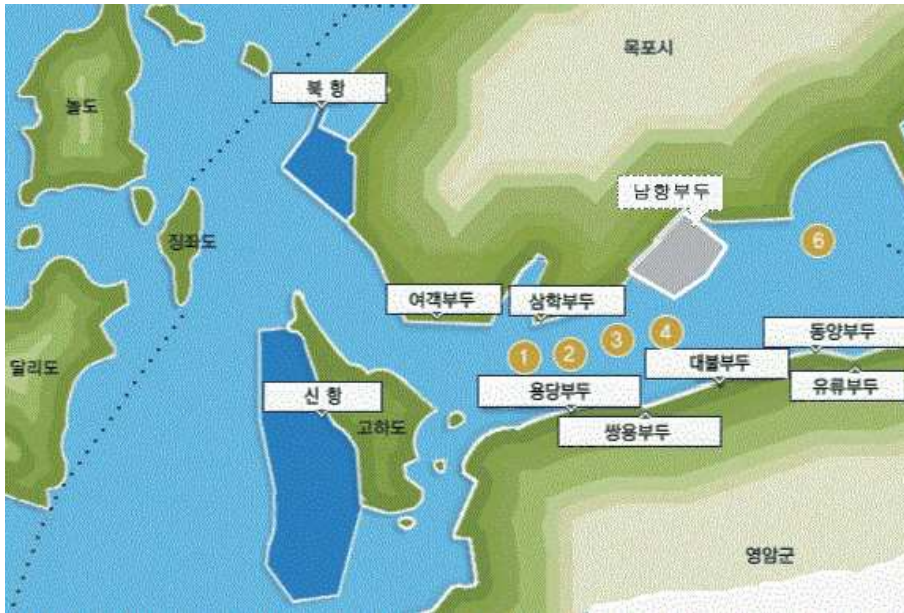 목포시
북 항
놀도
남항부두
6
징좌도
여객부두
삼학부두
3
4
동양부두
1
2
달리도
대불부두
신 항
용당부두
유류부두
고하도
쌍용부두
영암군